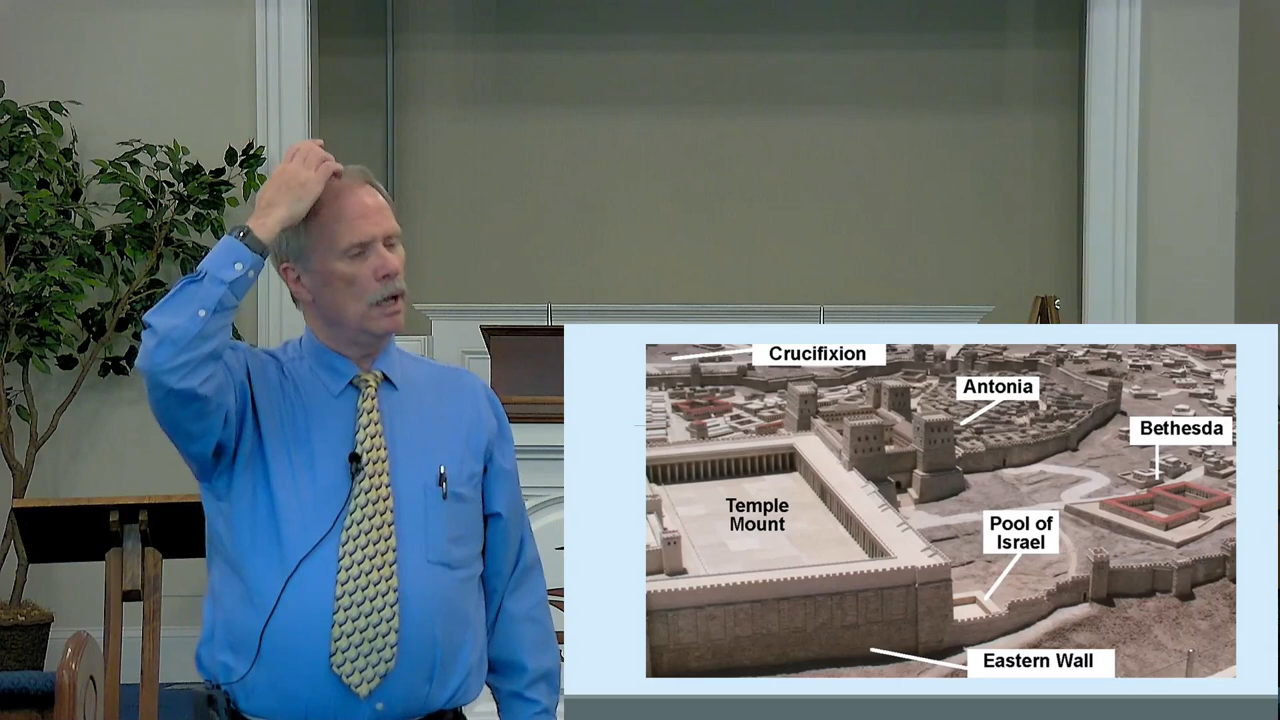 Crucifixion
Antonia
Bethesda
Temple
Mount
Pool of
Israel
Eastern Wall